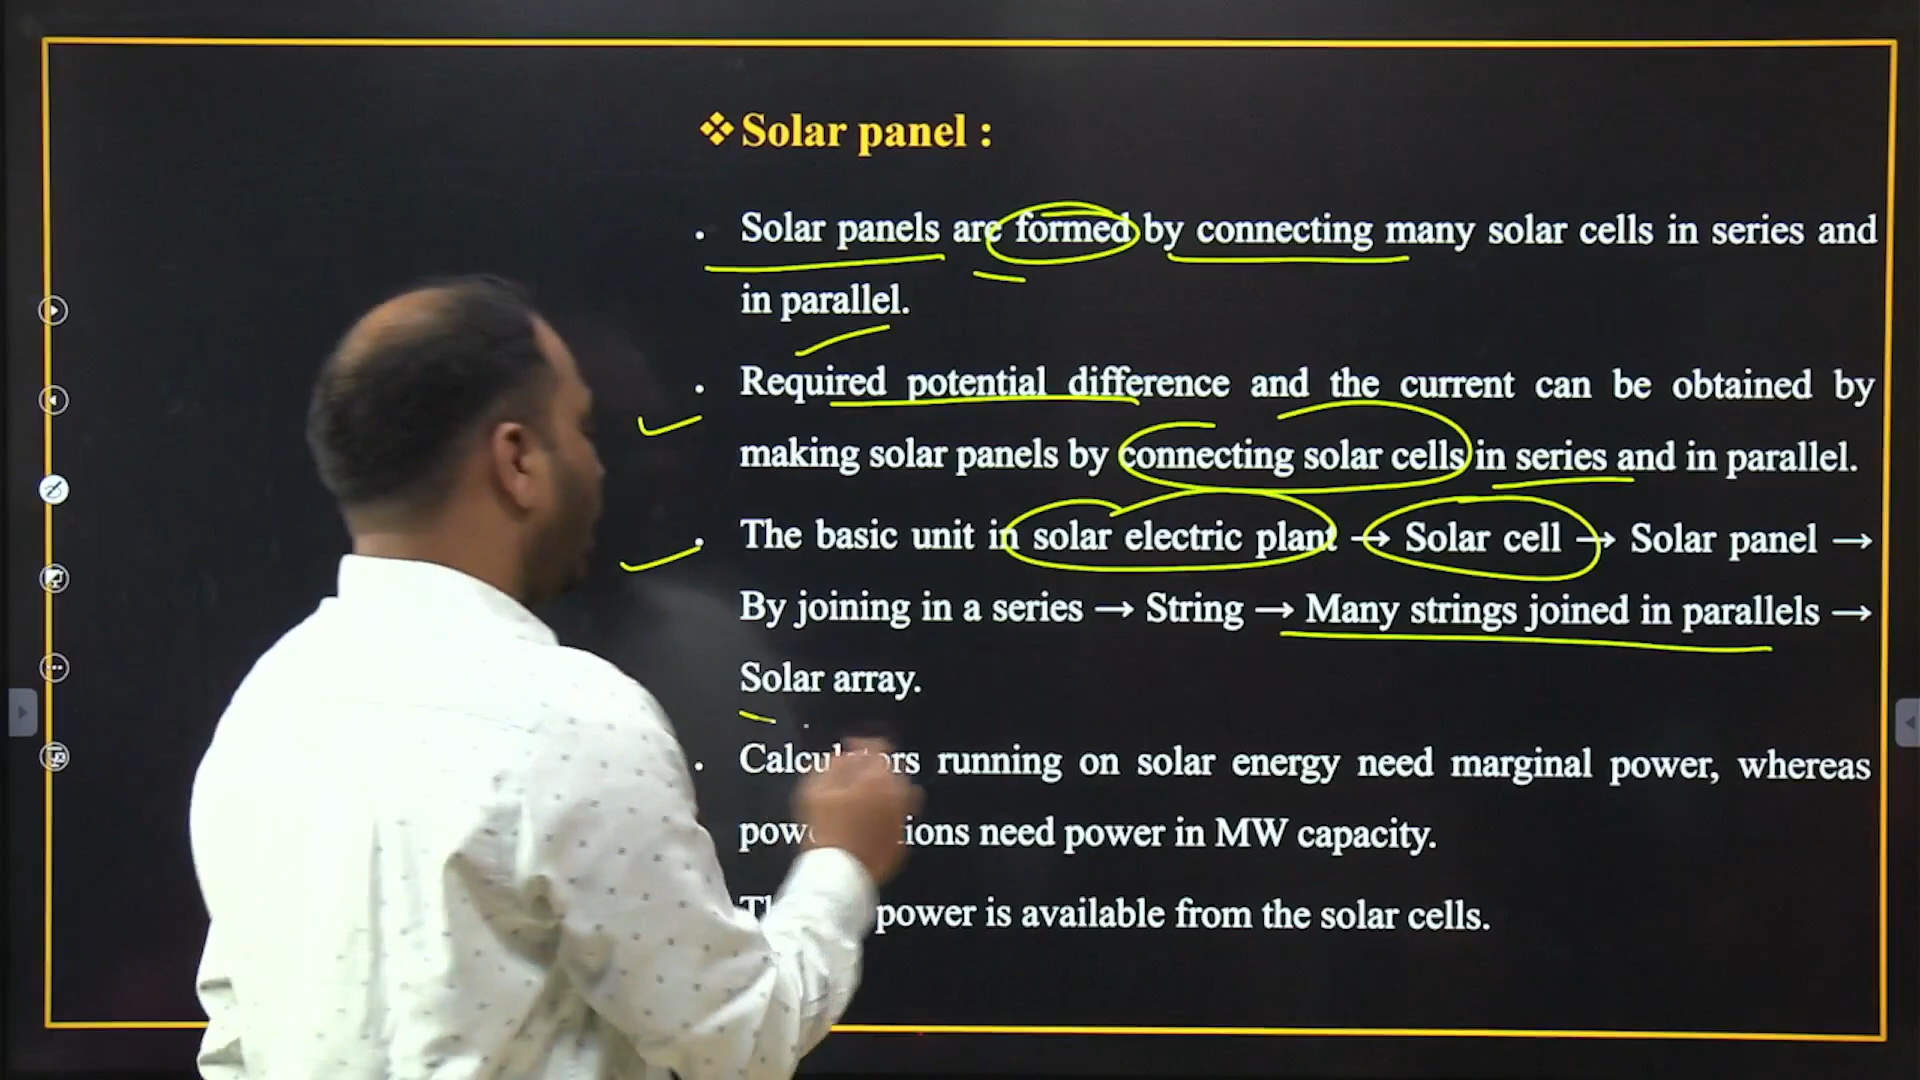 ❖ Solar panel :
. Solar panels are formed by connecting many solar cells in series and
in parallel.
. Required potential difference and the current can be obtained by
making solar panels by connecting solar cells in series and in parallel.
. The basic unit in solar electric plant → Solar cell → Solar panel →
By joining in a series → String → Many strings joined in parallels →
Solar array.
. Calculators running on solar energy need marginal power, whereas
need power in MW capacity.
power is available from the solar cells.